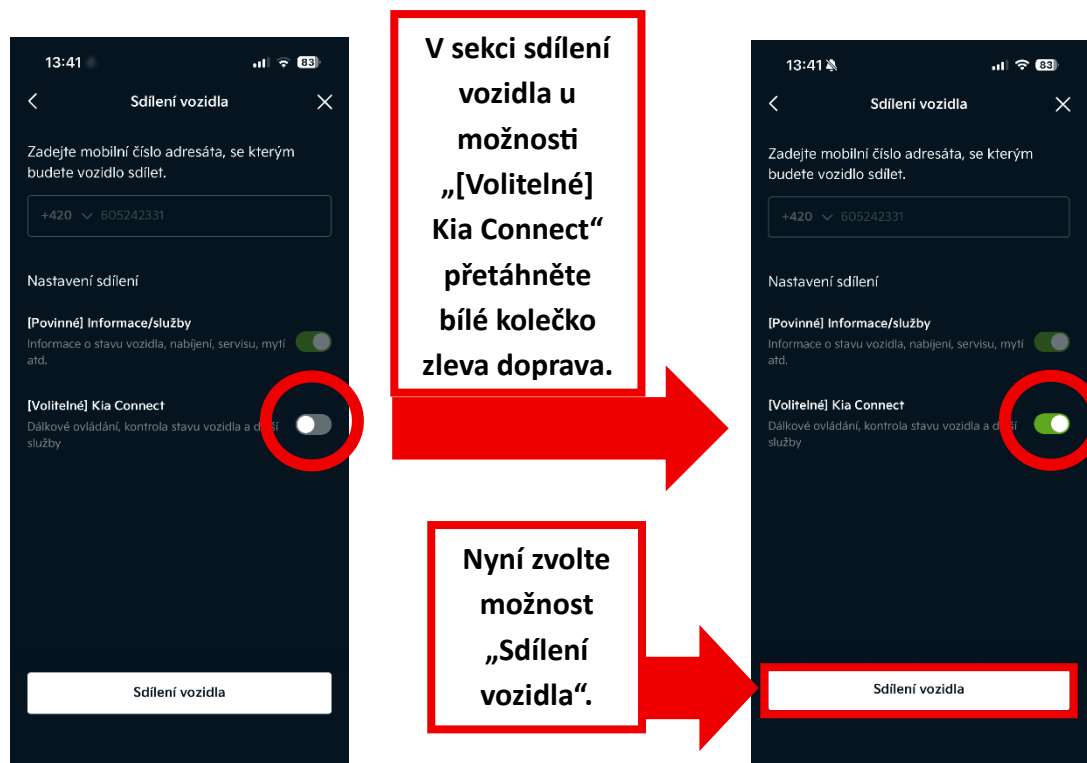 13:41
83
Sdílení vozidla
Zadejte mobilní číslo adresáta, se kterým
budete vozidlo sdílet.
+420 605242331
Nastavení sdílení
[Povinné] Informace/služby
Informace o stavu vozidla, nabíjení, servisu, mytí
atd.
[Volitelné] Kia Connect
Dálkové ovládání, kontrola stavu vozidla a
služby
Sdílení vozidla
V sekci sdílení
vozidla u
možnosti
„[Volitelné]
Kia Connect“
přetáhněte
bílé kolečko
zleva doprava.
Nyní zvolte
možnost
„Sdílení
vozidla“.
13:41
83
Sdílení vozidla
Zadejte mobilní číslo adresáta, se kterým
budete vozidlo sdílet.
+420 605242331
Nastavení sdílení
[Povinné] Informace/služby
Informace o stavu vozidla, nabíjení, servisu, mytí
atd.
[Volitelné] Kia Connect
Dálkové ovládání, kontrola stavu vozidla a
služby
Sdílení vozidla